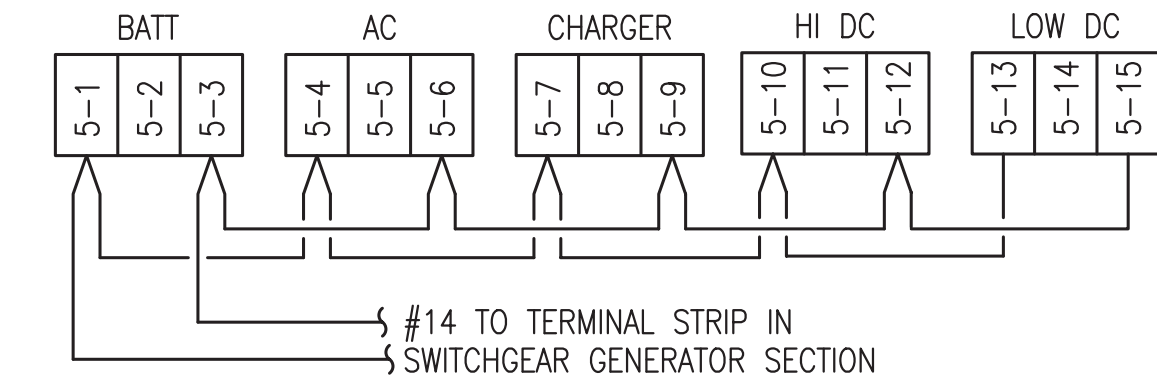 BATT AC CHARGER HI DC LOW DC
5-1 5-2 5-3 5-4 5-5 5-6 5-7 5-8 5-9 5-10 5-11 5-12 5-13 5-14 5-15
#14 TO TERMINAL STRIP IN
SWITCHGEAR GENERATOR SECTION